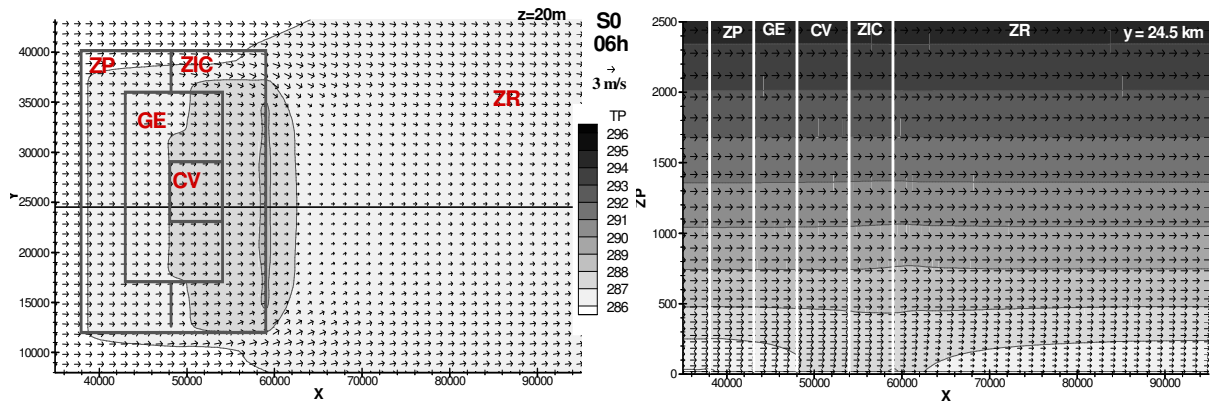 z=20m
S0
06h
3 m/s
TP
296
295
294
293
292
291
290
289
288
287
286
40000
35000
30000
25000
20000
15000
10000
Y
ZP
ZIC
GE
CV
ZR
40000 50000 60000 70000 80000 90000
X
2500
2000
1500
1000
500
0
ZP
ZP GE CV ZIC ZR y = 24.5 km
40000 50000 60000 70000 80000 90000
X